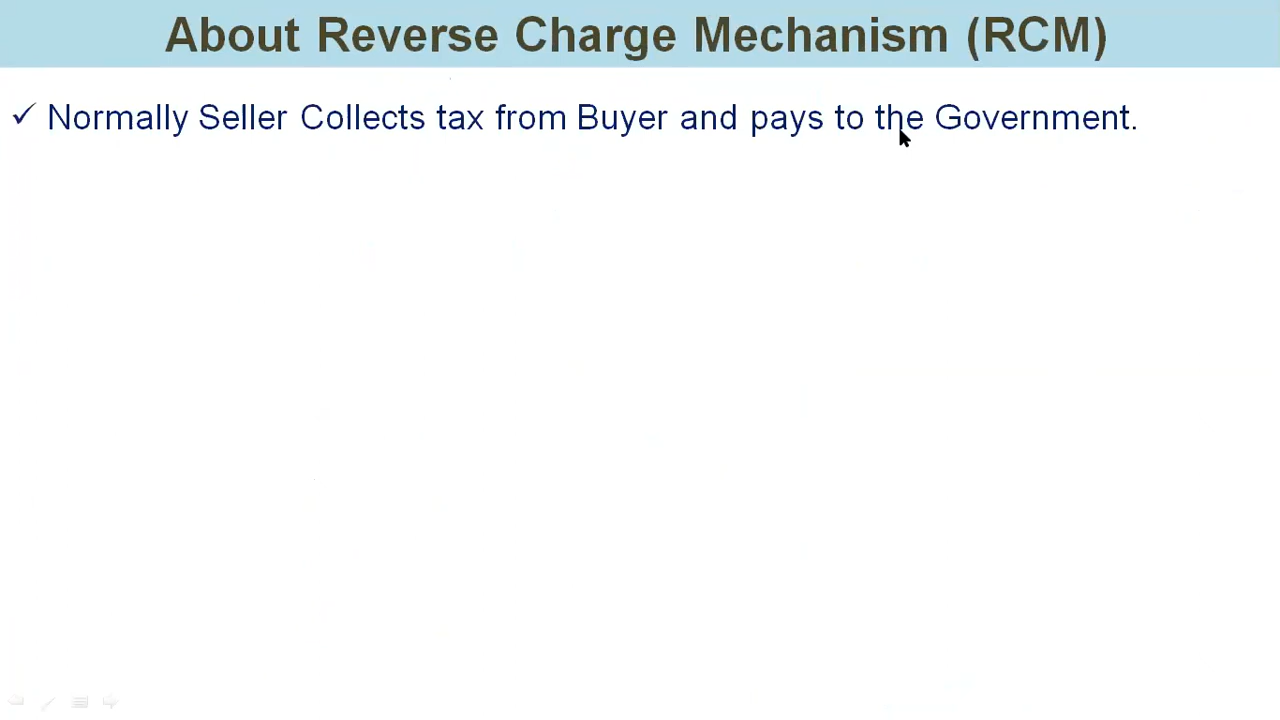 About Reverse Charge Mechanism (RCM)
✓ Normally Seller Collects tax from Buyer and pays to the Government.